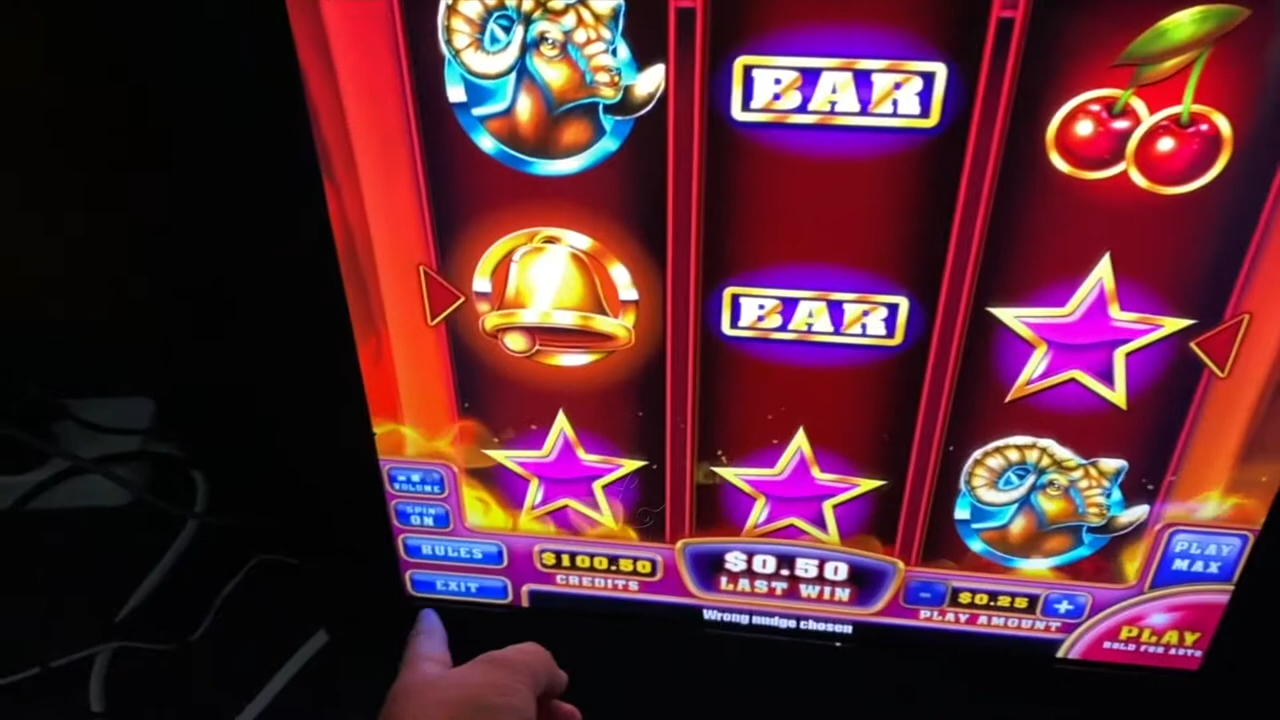 BAR
BAR
VOLUME
SPIN
ON
RULES
EXIT
$100.50
CREDITS
$0.50
LAST WIN
- $0.25 +
PLAY AMOUNT
PLAY
MAX
PLAY
HOLD FOR AUTO
Wrong nudge chosen